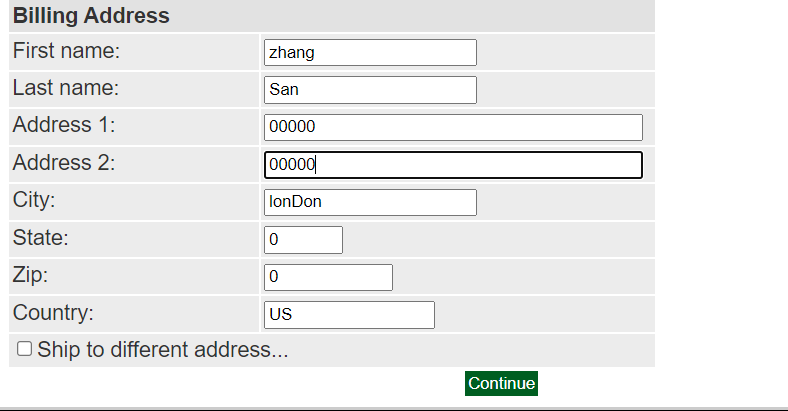 Billing Address
First name: zhang
Last name: San
Address 1: 00000
Address 2: 00000
City: lonDon
State: 0
Zip: 0
Country: US
Ship to different address...
Continue